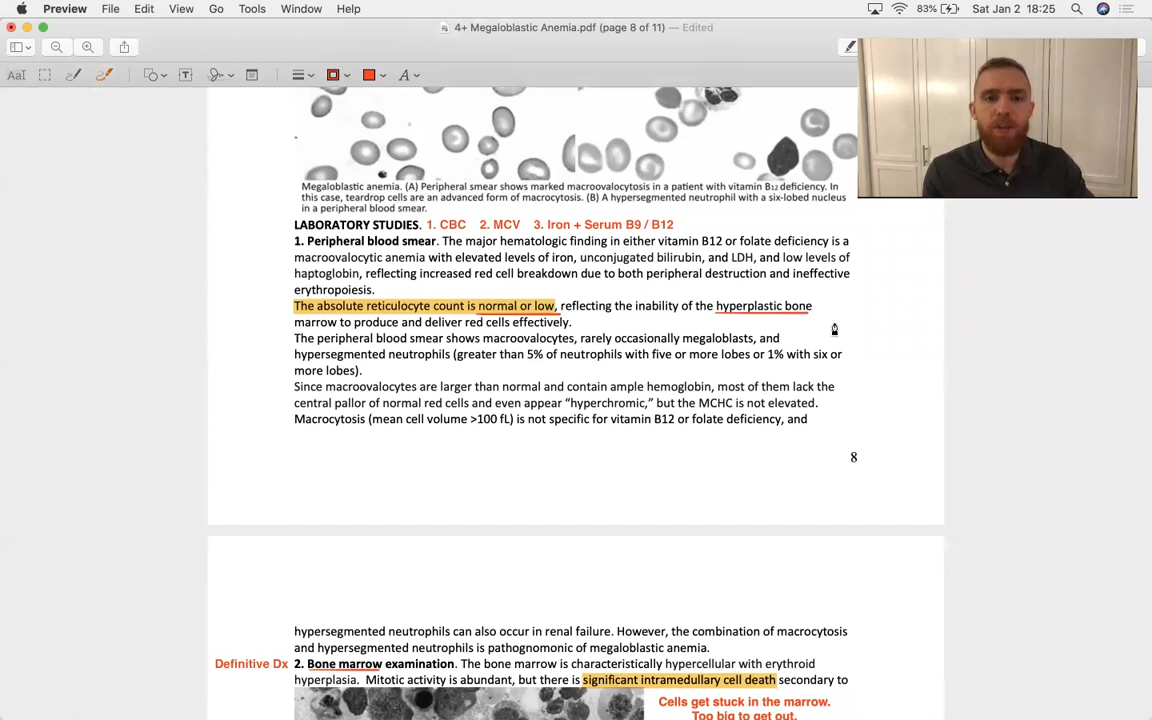 Preview File Edit View Go Tools Window Help 83% Sat Jan 2 18:25
4+ Megaloblastic Anemia.pdf (page 8 of 11) — Edited
AaI T A
Megaloblastic anemia. (A) Peripheral smear shows marked macroovalocytosis in a patient with vitamin B12 deficiency. In
this case, teardrop cells are an advanced form of macrocytosis. (B) A hypersegmented neutrophil with a six-lobed nucleus
in a peripheral blood smear.
LABORATORY STUDIES. 1. CBC 2. MCV 3. Iron + Serum B9 / B12
1. Peripheral blood smear. The major hematologic finding in either vitamin B12 or folate deficiency is a
macroovalocytic anemia with elevated levels of iron, unconjugated bilirubin, and LDH, and low levels of
haptoglobin, reflecting increased red cell breakdown due to both peripheral destruction and ineffective
erythropoiesis.
The absolute reticulocyte count is normal or low, reflecting the inability of the hyperplastic bone
marrow to produce and deliver red cells effectively.
The peripheral blood smear shows macroovalocytes, rarely occasionally megaloblasts, and
hypersegmented neutrophils (greater than 5% of neutrophils with five or more lobes or 1% with six or
more lobes).
Since macroovalocytes are larger than normal and contain ample hemoglobin, most of them lack the
central pallor of normal red cells and even appear “hyperchromic,” but the MCHC is not elevated.
Macrocytosis (mean cell volume >100 fL) is not specific for vitamin B12 or folate deficiency, and
8
hypersegmented neutrophils can also occur in renal failure. However, the combination of macrocytosis
and hypersegmented neutrophils is pathognomonic of megaloblastic anemia.
Definitive Dx 2. Bone marrow examination. The bone marrow is characteristically hypercellular with erythroid
hyperplasia. Mitotic activity is abundant, but there is significant intramedullary cell death secondary to
Cells get stuck in the marrow.
Too big to get out.